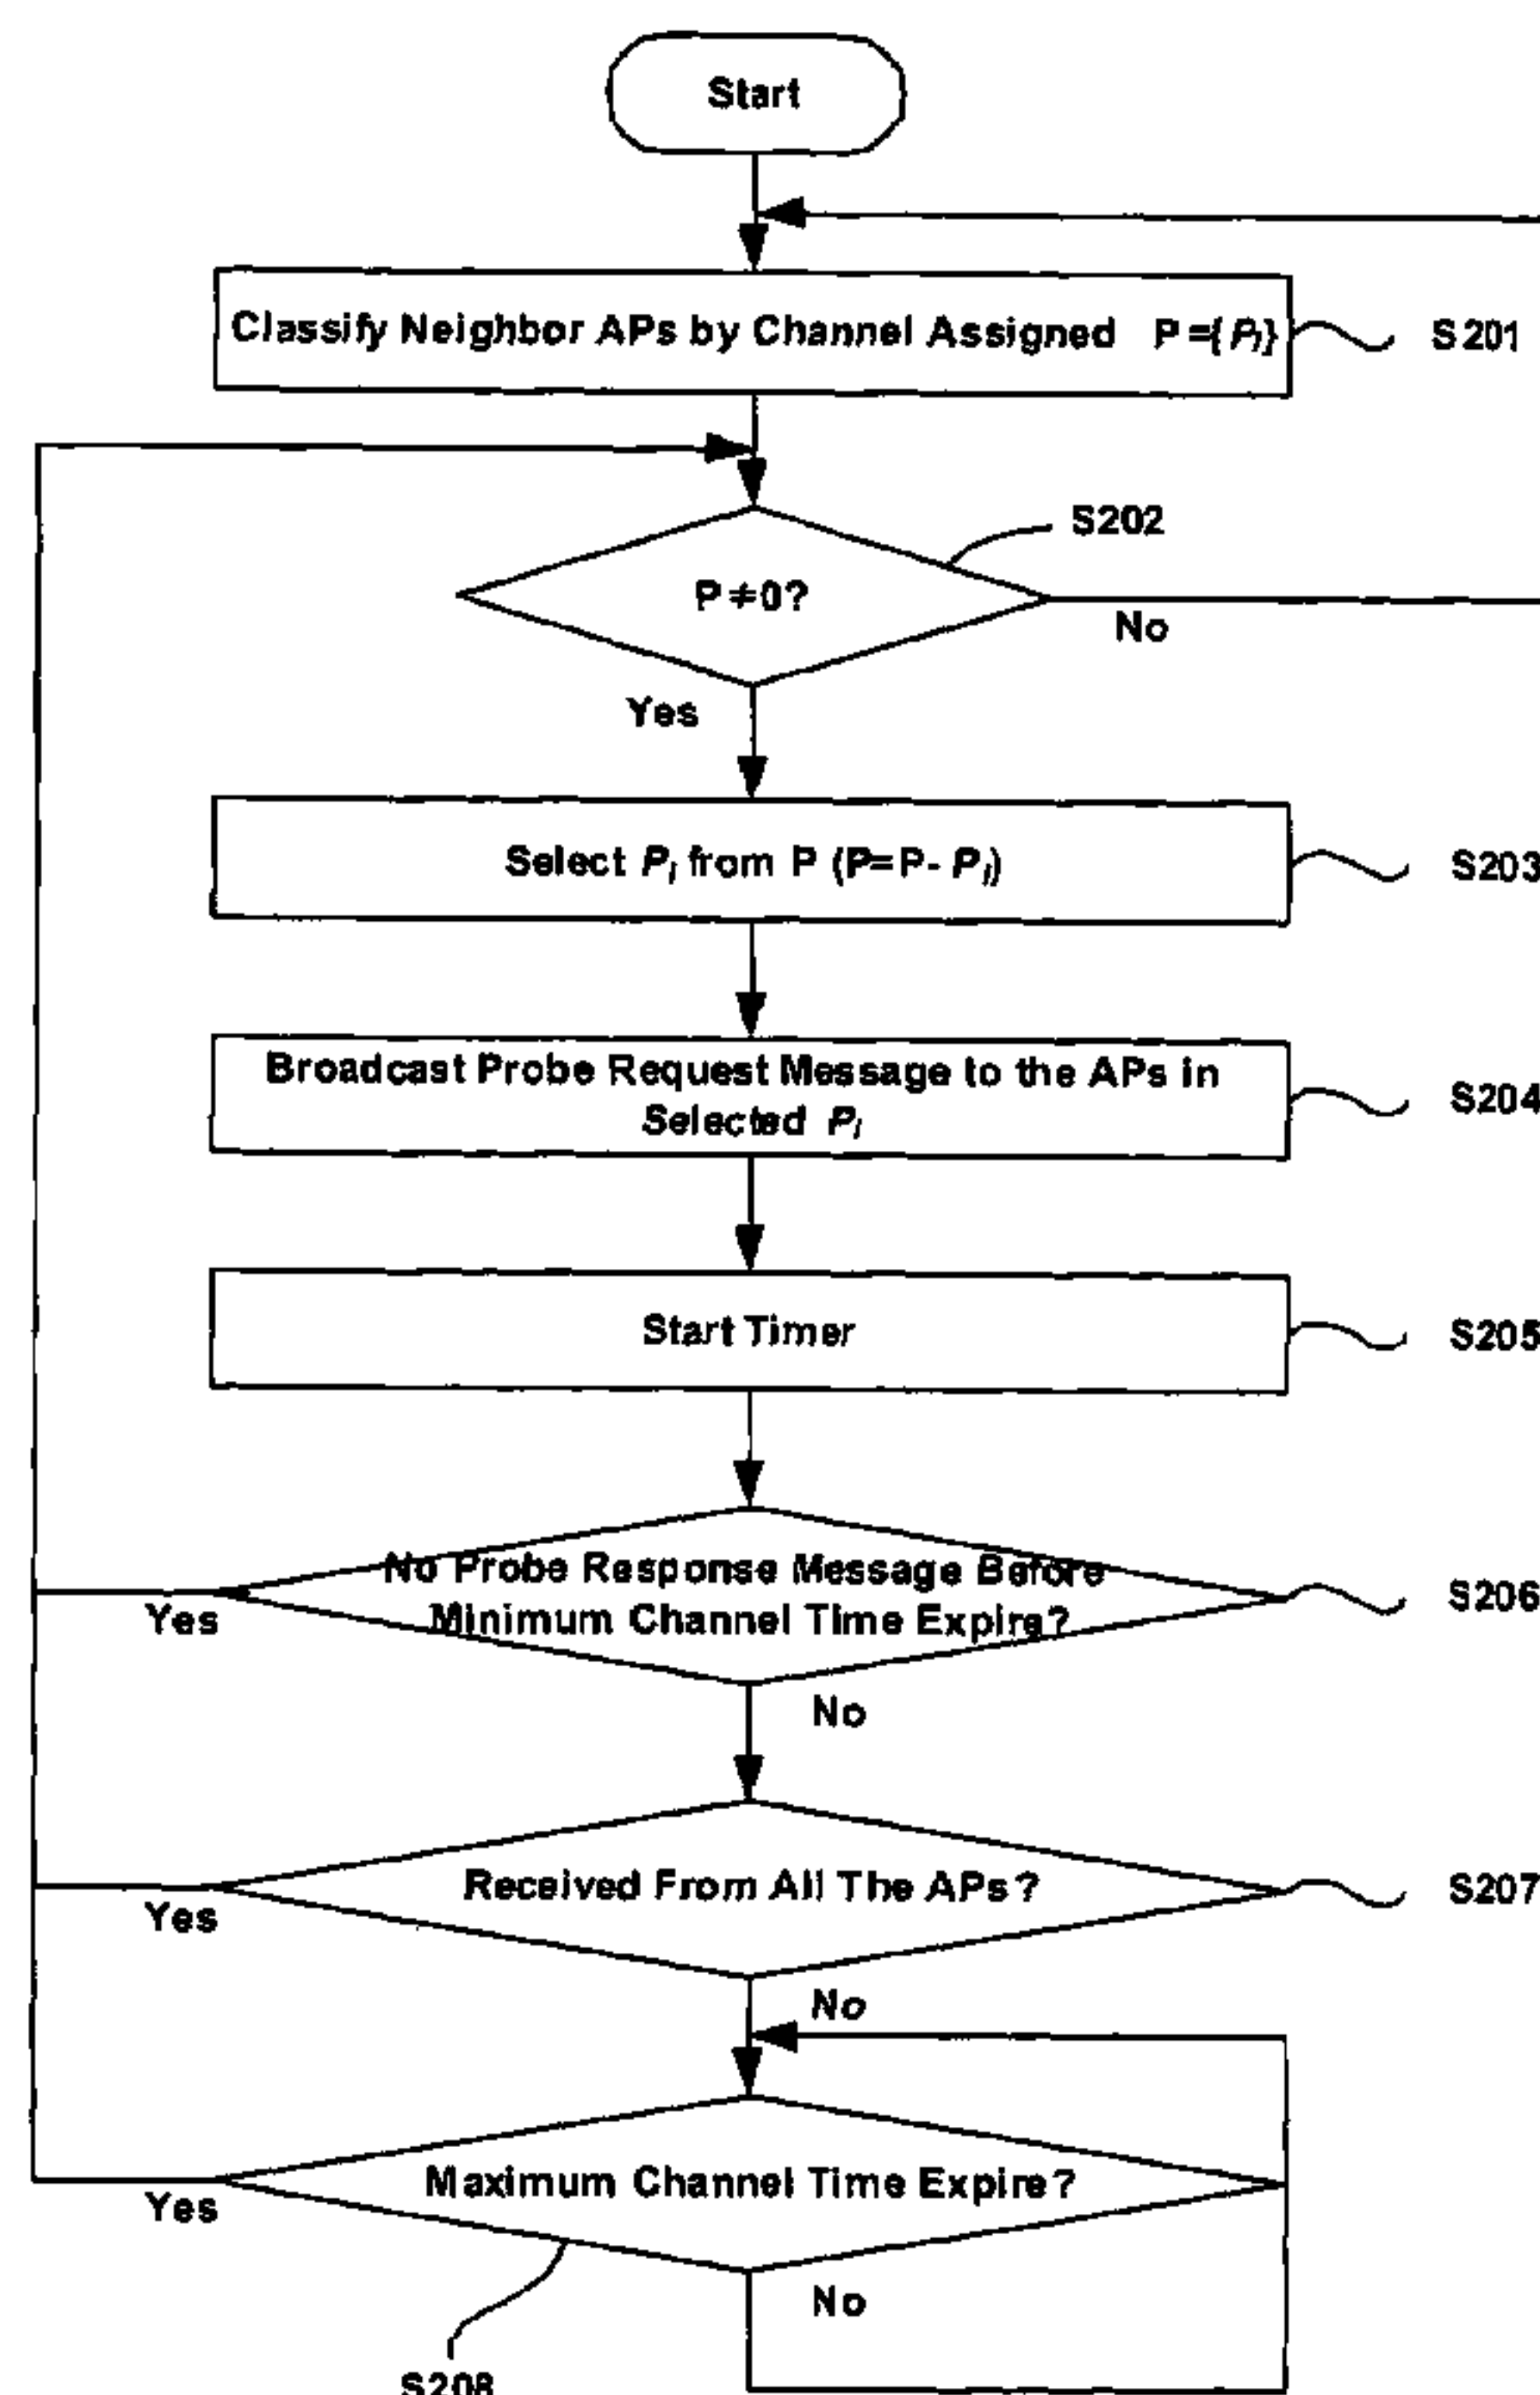 Start
Classify Neighbor APs by Channel Assigned P={Pi}
S201
S202
P≠0?
No
Yes
Select Pi from P (P=P- Pi)
S203
Broadcast Probe Request Message to the APs in
Selected Pi
S204
Start Timer
S205
No Probe Response Message Before
Minimum Channel Time Expire?
S206
Yes
No
Received From All The APs?
S207
Yes
No
Maximum Channel Time Expire?
Yes
No
S208